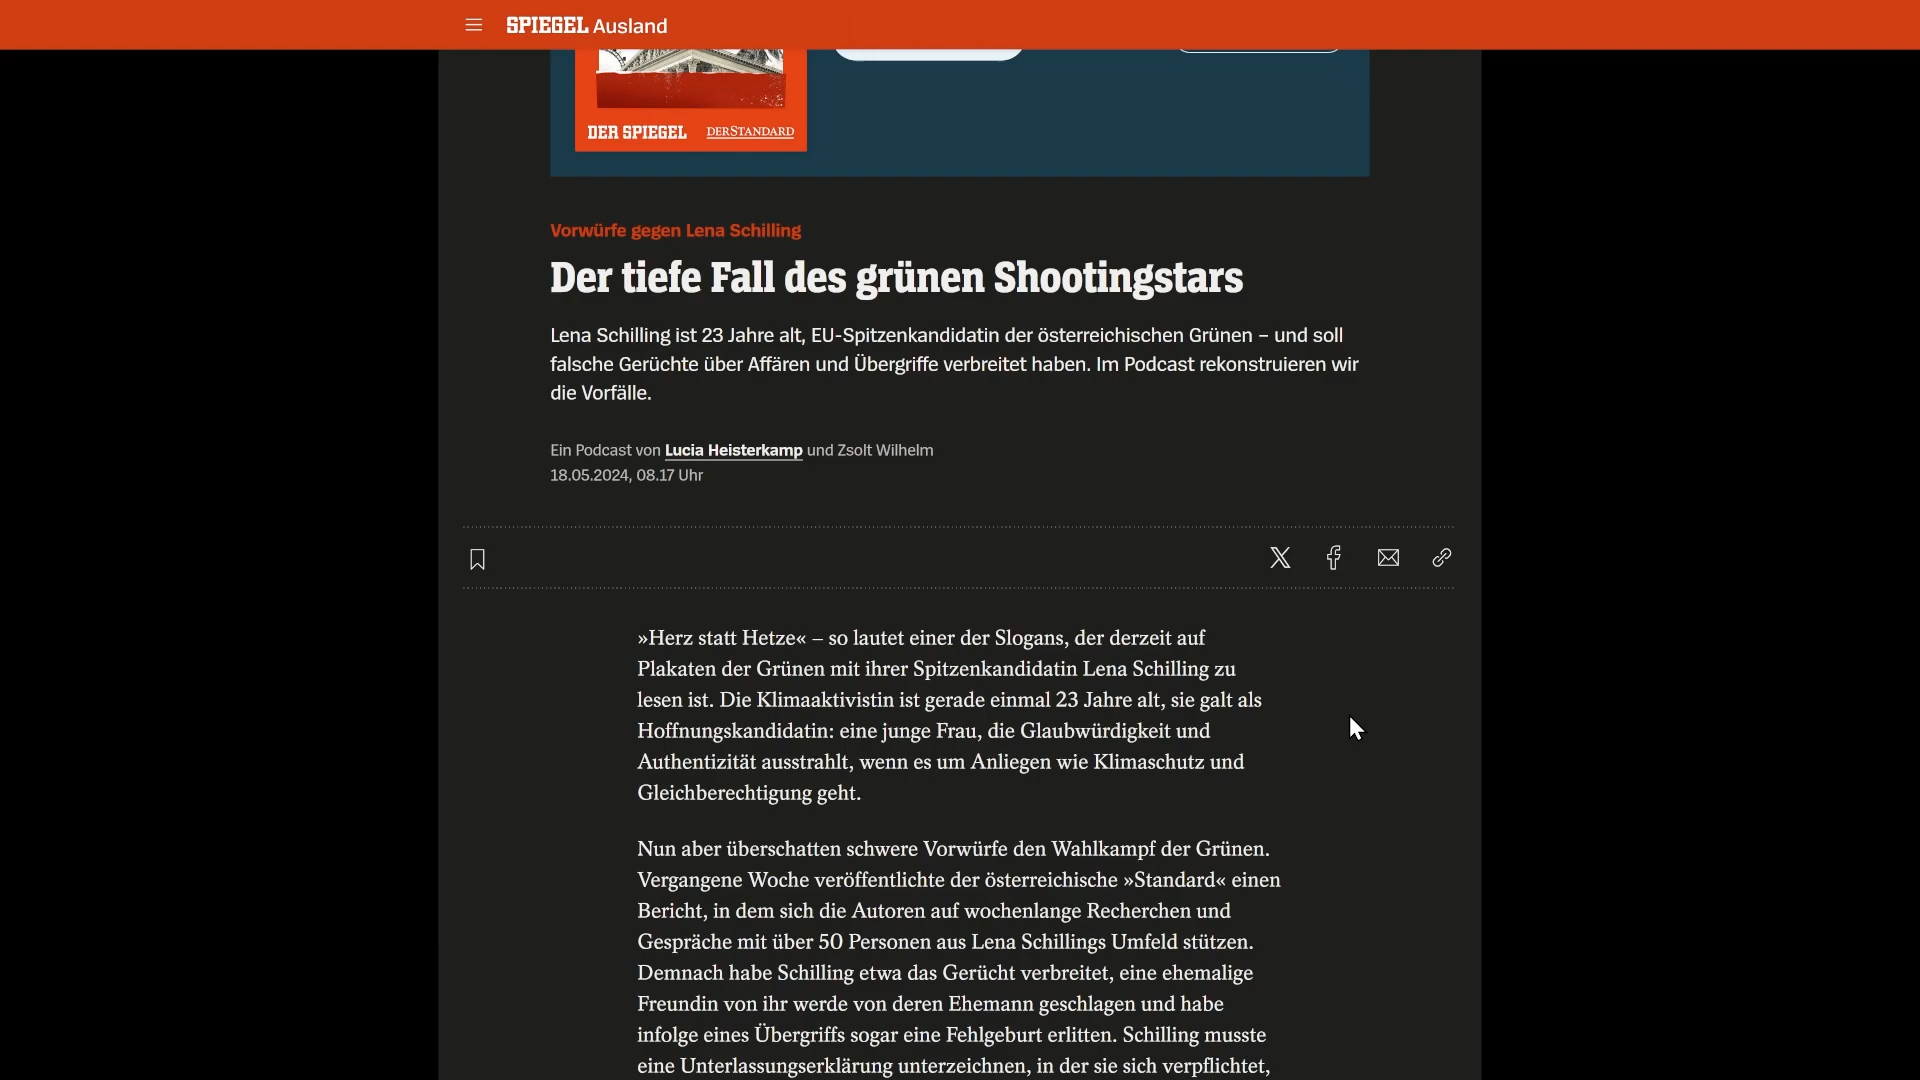 SPIEGEL Ausland
DER SPIEGEL DERSTANDARD
Vorwürfe gegen Lena Schilling
Der tiefe Fall des grünen Shootingstars
Lena Schilling ist 23 Jahre alt, EU-Spitzenkandidatin der österreichischen Grünen – und soll
falsche Gerüchte über Affären und Übergriffe verbreitet haben. Im Podcast rekonstruieren wir
die Vorfälle.
Ein Podcast von Lucia Heisterkamp und Zsolt Wilhelm
18.05.2024, 08.17 Uhr
»Herz statt Hetze« – so lautet einer der Slogans, der derzeit auf
Plakaten der Grünen mit ihrer Spitzenkandidatin Lena Schilling zu
lesen ist. Die Klimaaktivistin ist gerade einmal 23 Jahre alt, sie galt als
Hoffnungskandidatin: eine junge Frau, die Glaubwürdigkeit und
Authentizität ausstrahlt, wenn es um Anliegen wie Klimaschutz und
Gleichberechtigung geht.
Nun aber überschatten schwere Vorwürfe den Wahlkampf der Grünen.
Vergangene Woche veröffentlichte der österreichische »Standard« einen
Bericht, in dem sich die Autoren auf wochenlange Recherchen und
Gespräche mit über 50 Personen aus Lena Schillings Umfeld stützen.
Demnach habe Schilling etwa das Gerücht verbreitet, eine ehemalige
Freundin von ihr werde von deren Ehemann geschlagen und habe
infolge eines Übergriffs sogar eine Fehlgeburt erlitten. Schilling musste
eine Unterlassungserklärung unterzeichnen, in der sie sich verpflichtet,